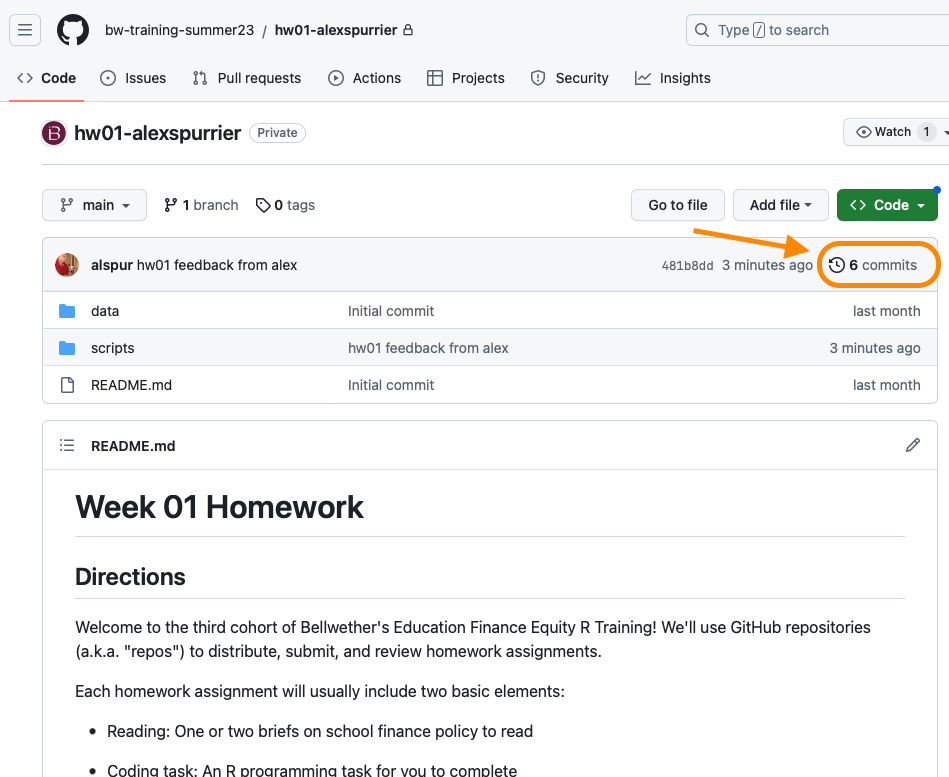 bw-training-summer23 / hw01-alexspurrier Type / to search
Code Issues Pull requests Actions Projects Security Insights
B hw01-alexspurrier Private Watch 1
main 1 branch 0 tags Go to file Add file Code
alspur hw01 feedback from alex 481b8dd 3 minutes ago 6 commits
data Initial commit last month
scripts hw01 feedback from alex 3 minutes ago
README.md Initial commit last month
README.md
Week 01 Homework
Directions
Welcome to the third cohort of Bellwether's Education Finance Equity R Training! We'll use GitHub repositories
(a.k.a. "repos") to distribute, submit, and review homework assignments.
Each homework assignment will usually include two basic elements:
• Reading: One or two briefs on school finance policy to read
• Coding task: An R programming task for you to complete